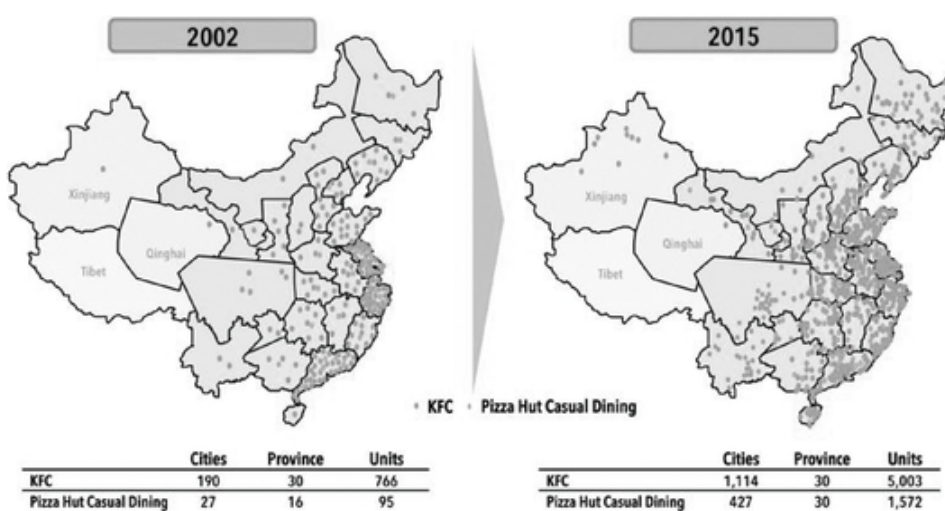 2002
2015
Xinjiang
Qinghai
Tibet
Xinjiang
Qinghai
Tibet
KFC Pizza Hut Casual Dining
Cities Province Units
KFC 190 30 766
Pizza Hut Casual Dining 27 16 95
Cities Province Units
KFC 1,114 30 5,003
Pizza Hut Casual Dining 427 30 1,572